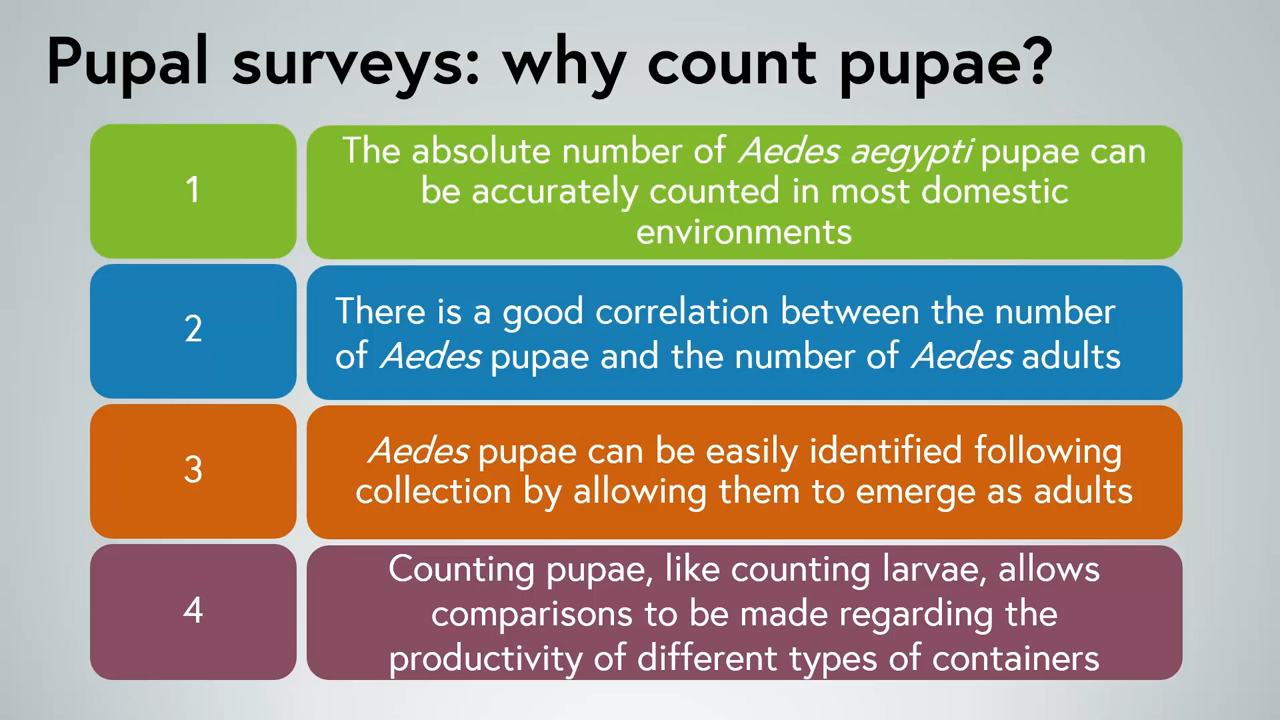 Pupal surveys: why count pupae?
1
The absolute number of Aedes aegypti pupae can
be accurately counted in most domestic
environments
2
There is a good correlation between the number
of Aedes pupae and the number of Aedes adults
3
Aedes pupae can be easily identified following
collection by allowing them to emerge as adults
4
Counting pupae, like counting larvae, allows
comparisons to be made regarding the
productivity of different types of containers